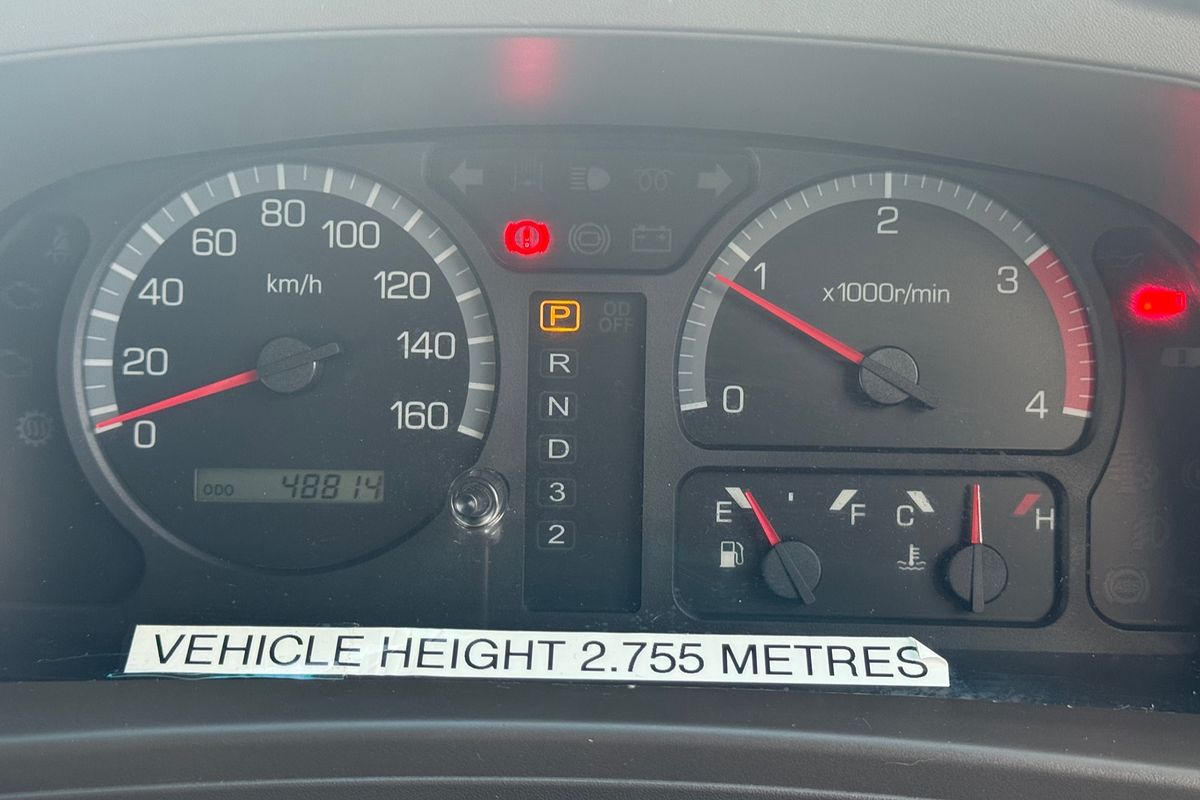 80
60
100
40
km/h
120
20
140
0
160
ODO 48814
P
OD
OFF
R
N
D
3
2
2
1
3
x1000r/min
0
4
E
F
C
H
ABS
VEHICLE HEIGHT 2.755 METRES